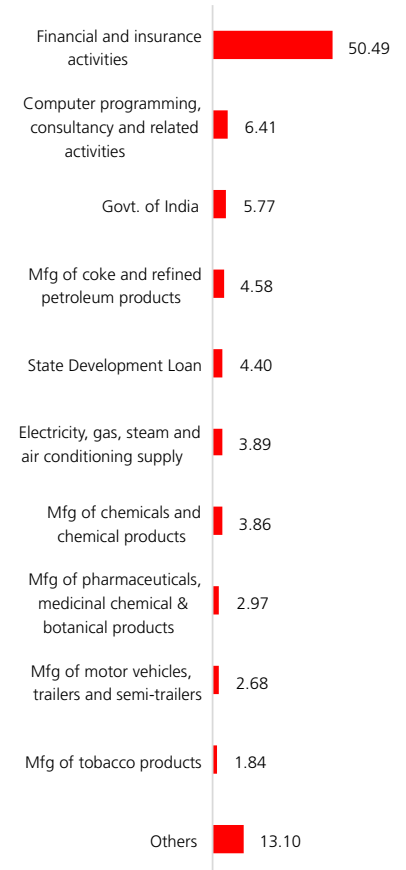 Financial and insurance
activities
50.49
Computer programming,
consultancy and related
activities
6.41
Govt. of India
5.77
Mfg of coke and refined
petroleum products
4.58
State Development Loan
4.40
Electricity, gas, steam and
air conditioning supply
3.89
Mfg of chemicals and
chemical products
3.86
Mfg of pharmaceuticals,
medicinal chemical &
botanical products
2.97
Mfg of motor vehicles,
trailers and semi-trailers
2.68
Mfg of tobacco products
1.84
Others
13.10